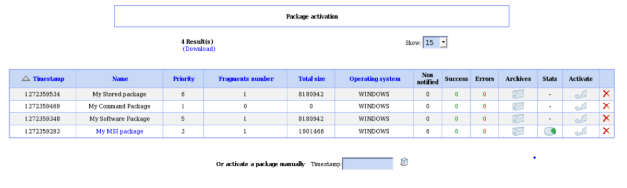 Package activation
4 Result(s)
(Download)
Show: 15
Timestamp Name Priority Fragments number Total size Operating system Non notified Success Errors Archives Stats Activate
1272359534 My Stored package 6 1 8180942 WINDOWS 0 0 0 -
1272359469 My Command Package 1 0 0 WINDOWS 0 0 0 -
1272359348 My Software Package 5 1 8180942 WINDOWS 0 0 0 -
1272359293 My MSI package 3 1 1901466 WINDOWS 6 0 0
Or activate a package manually Timestamp